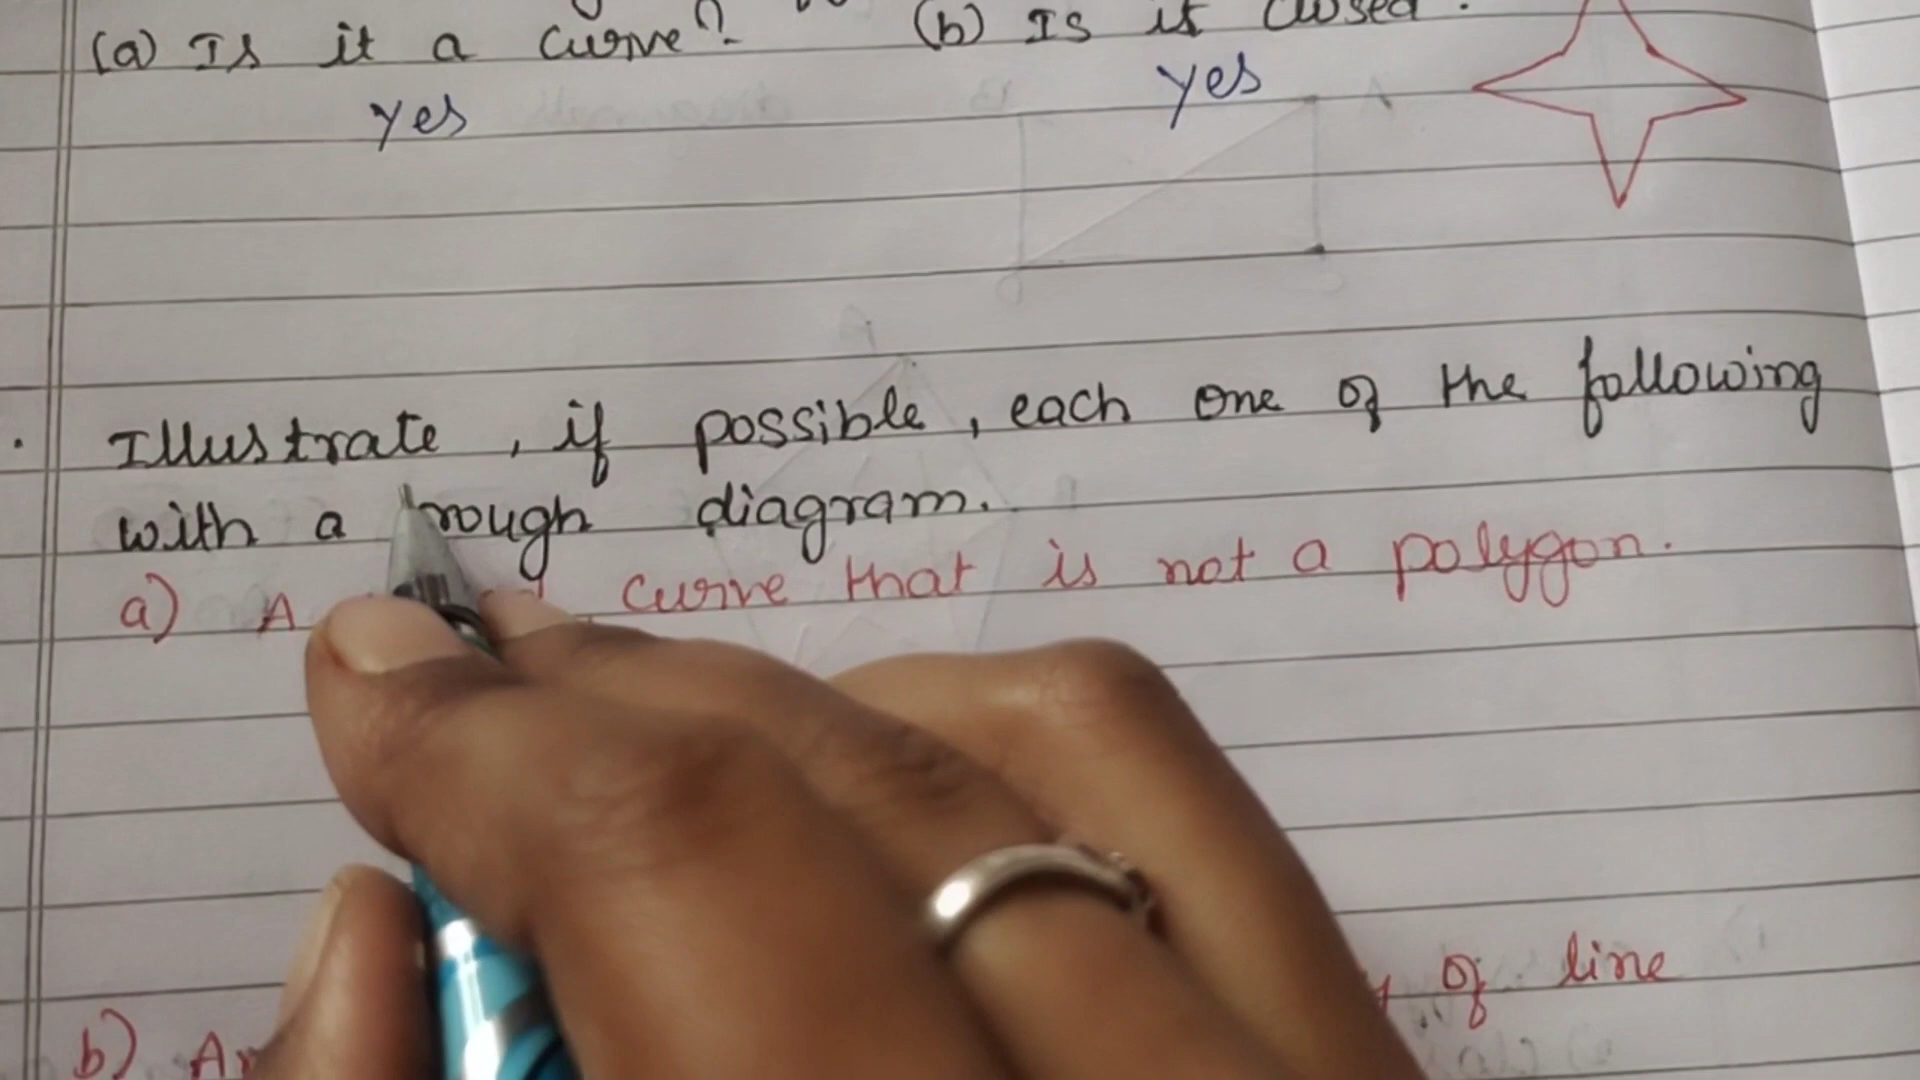 (a) Is it a curve? (b) Is it closed?
yes yes
Illustrate, if possible, each one of the following
with a rough diagram.
a) A curve that is not a polygon.
of line
b)